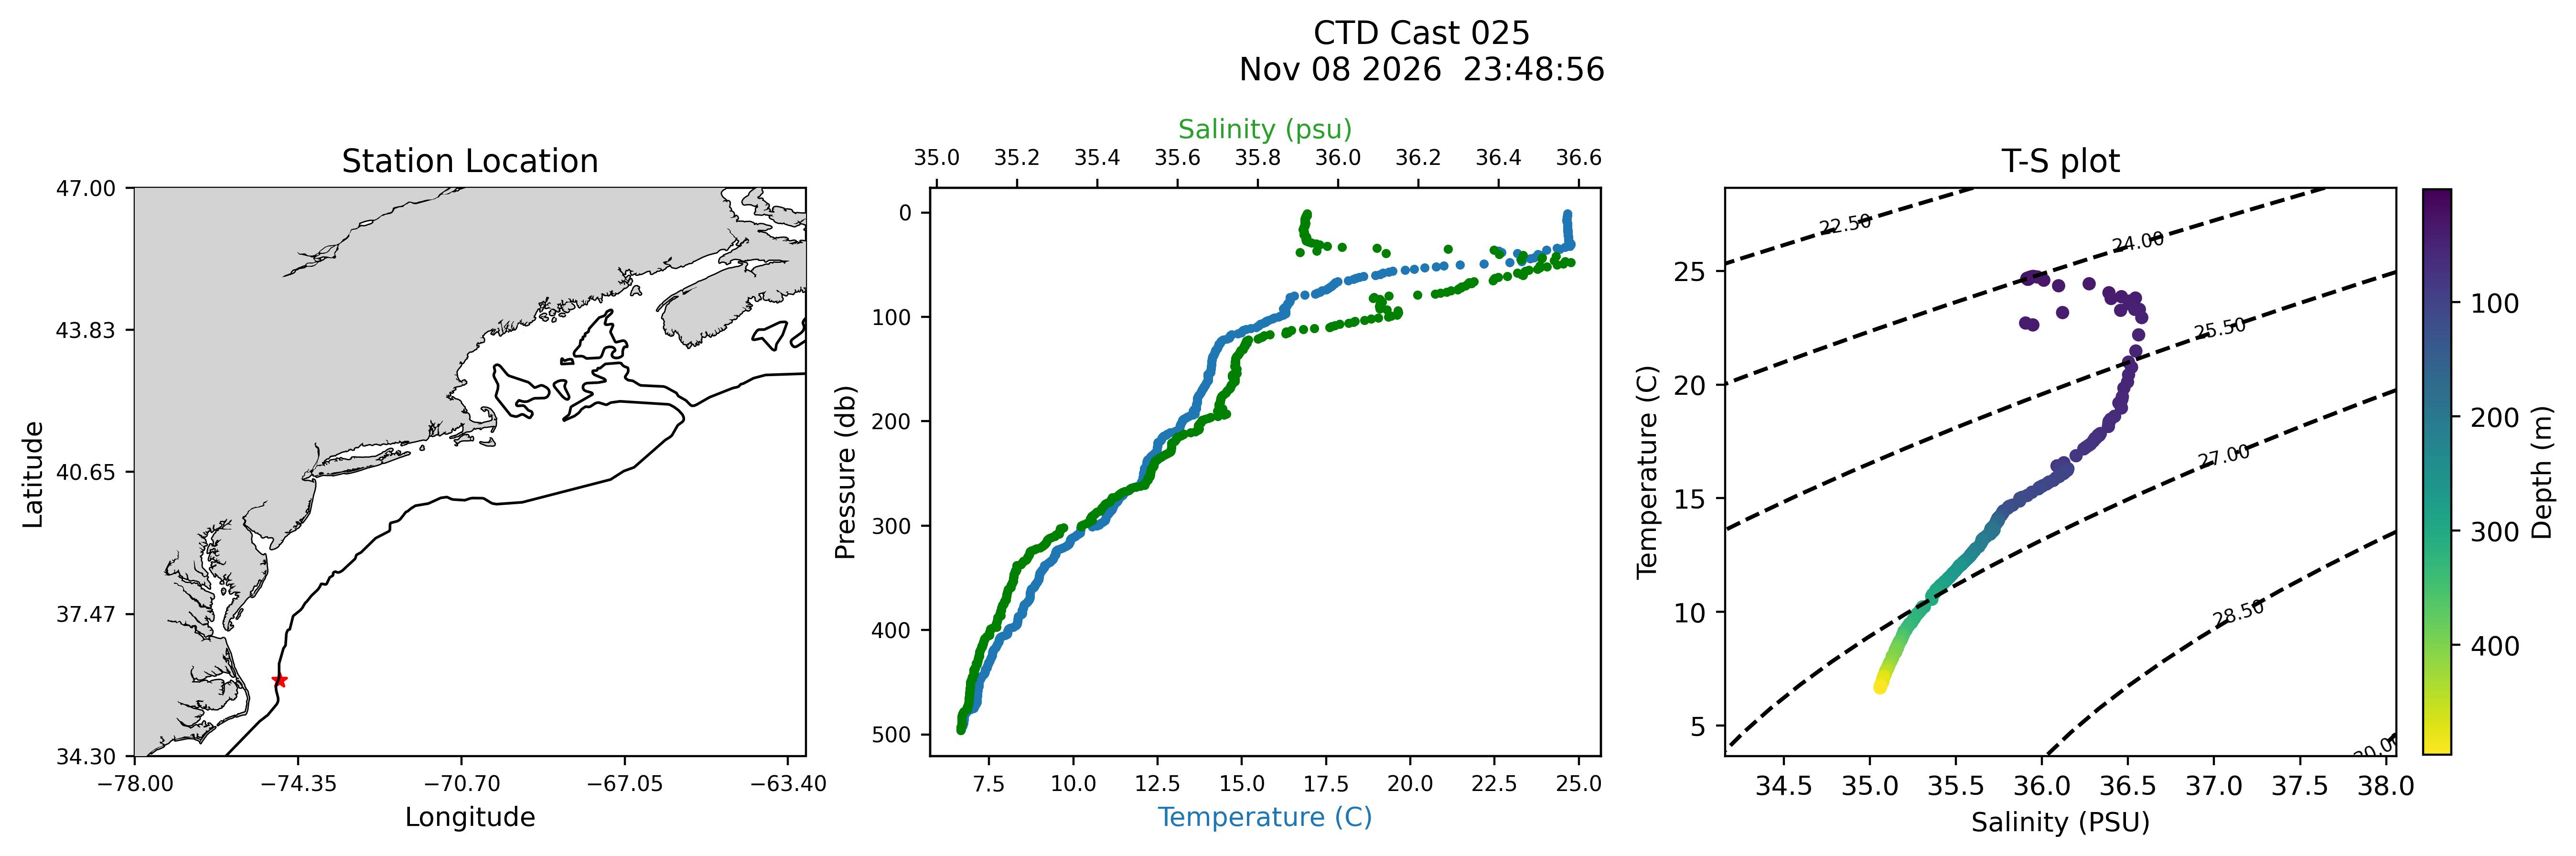 CTD Cast 025
Nov 08 2026  23:48:56
Station Location
47.00
43.83
40.65
37.47
34.30
Latitude
−78.00 −74.35 −70.70 −67.05 −63.40
Longitude
Salinity (psu)
35.0 35.2 35.4 35.6 35.8 36.0 36.2 36.4 36.6
0
100
200
300
400
500
Pressure (db)
7.5 10.0 12.5 15.0 17.5 20.0 22.5 25.0
Temperature (C)
T-S plot
25
20
15
10
5
Temperature (C)
22.50
24.00
25.50
27.00
28.50
30.00
34.5 35.0 35.5 36.0 36.5 37.0 37.5 38.0
Salinity (PSU)
100
200
300
400
Depth (m)